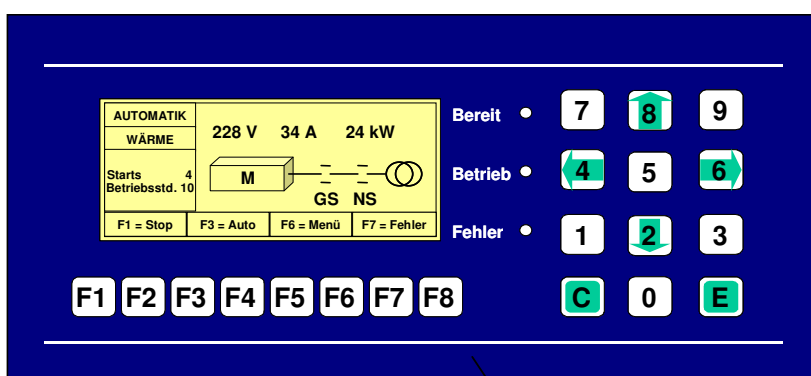 AUTOMATIK
WÄRME
228 V 34 A 24 kW
Starts 4
Betriebsstd. 10
M
GS NS
F1 = Stop F3 = Auto F6 = Menü F7 = Fehler
Bereit
Betrieb
Fehler
7 8 9
4 5 6
1 2 3
C 0 E
F1 F2 F3 F4 F5 F6 F7 F8